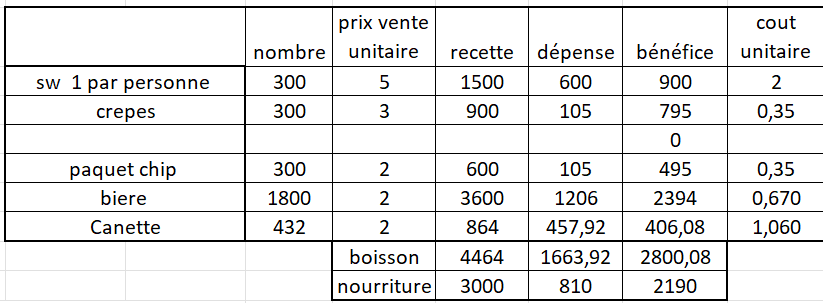 nombre prix vente unitaire recette dépense bénéfice cout unitaire
sw 1 par personne 300 5 1500 600 900 2
crepes 300 3 900 105 795 0,35
0
paquet chip 300 2 600 105 495 0,35
biere 1800 2 3600 1206 2394 0,670
Canette 432 2 864 457,92 406,08 1,060
boisson 4464 1663,92 2800,08
nourriture 3000 810 2190